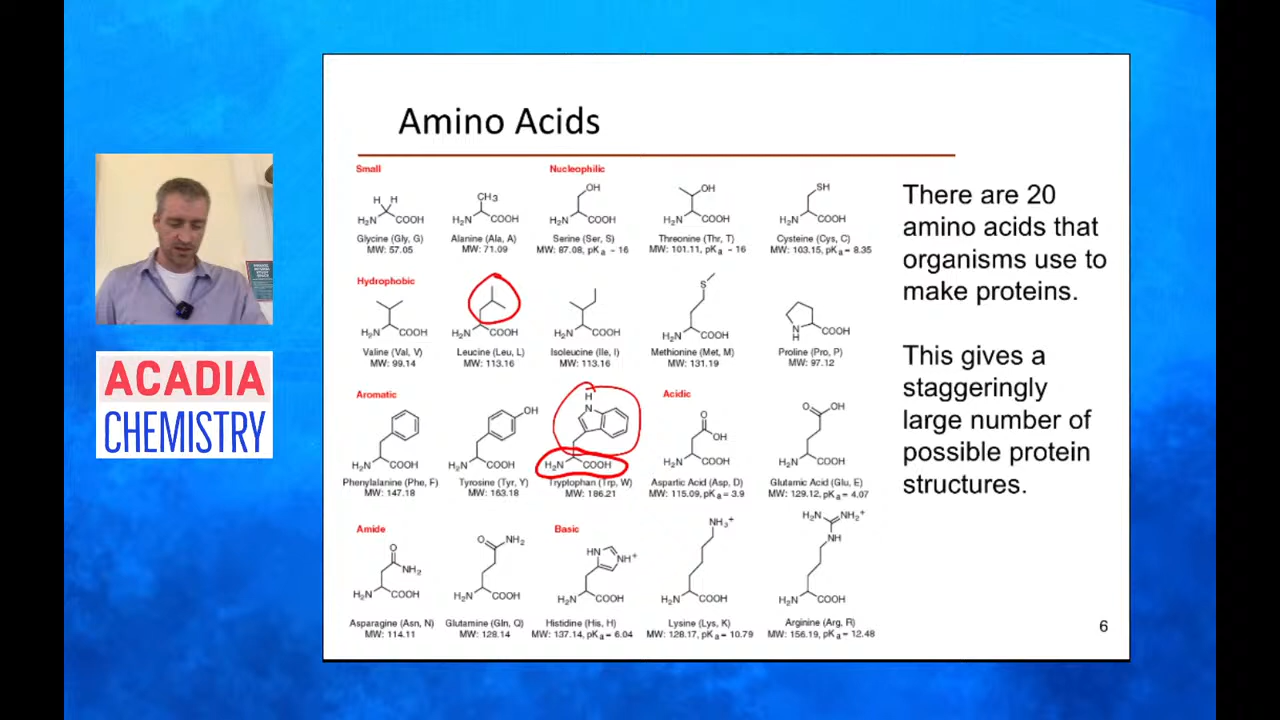 Amino Acids
ACADIA
CHEMISTRY
Small
Nucleophilic
H H
H₂N COOH
Glycine (Gly, G)
MW: 57.05
CH₃
H₂N COOH
Alanine (Ala, A)
MW: 71.09
OH
H₂N COOH
Serine (Ser, S)
MW: 87.08, pKa ~ 16
OH
H₂N COOH
Threonine (Thr, T)
MW: 101.11, pKa ~ 16
SH
H₂N COOH
Cysteine (Cys, C)
MW: 103.15, pKa = 8.35
Hydrophobic
H₂N COOH
Valine (Val, V)
MW: 99.14
H₂N COOH
Leucine (Leu, L)
MW: 113.16
H₂N COOH
Isoleucine (Ile, I)
MW: 113.16
S
H₂N COOH
Methionine (Met, M)
MW: 131.19
N
H
COOH
Proline (Pro, P)
MW: 97.12
Aromatic
Acidic
H₂N COOH
Phenylalanine (Phe, F)
MW: 147.18
OH
H₂N COOH
Tyrosine (Tyr, Y)
MW: 163.18
H
N
H₂N COOH
Tryptophan (Trp, W)
MW: 186.21
O
OH
H₂N COOH
Aspartic Acid (Asp, D)
MW: 115.09, pKa = 3.9
O OH
H₂N COOH
Glutamic Acid (Glu, E)
MW: 129.12, pKa = 4.07
Amide
Basic
O
NH₂
H₂N COOH
Asparagine (Asn, N)
MW: 114.11
O NH₂
H₂N COOH
Glutamine (Gln, Q)
MW: 128.14
HN NH⁺
H₂N COOH
Histidine (His, H)
MW: 137.14, pKa = 6.04
NH₃⁺
H₂N COOH
Lysine (Lys, K)
MW: 128.17, pKa = 10.79
H₂N NH₂⁺
NH
H₂N COOH
Arginine (Arg, R)
MW: 156.19, pKa = 12.48
There are 20
amino acids that
organisms use to
make proteins.
This gives a
staggeringly
large number of
possible protein
structures.
6